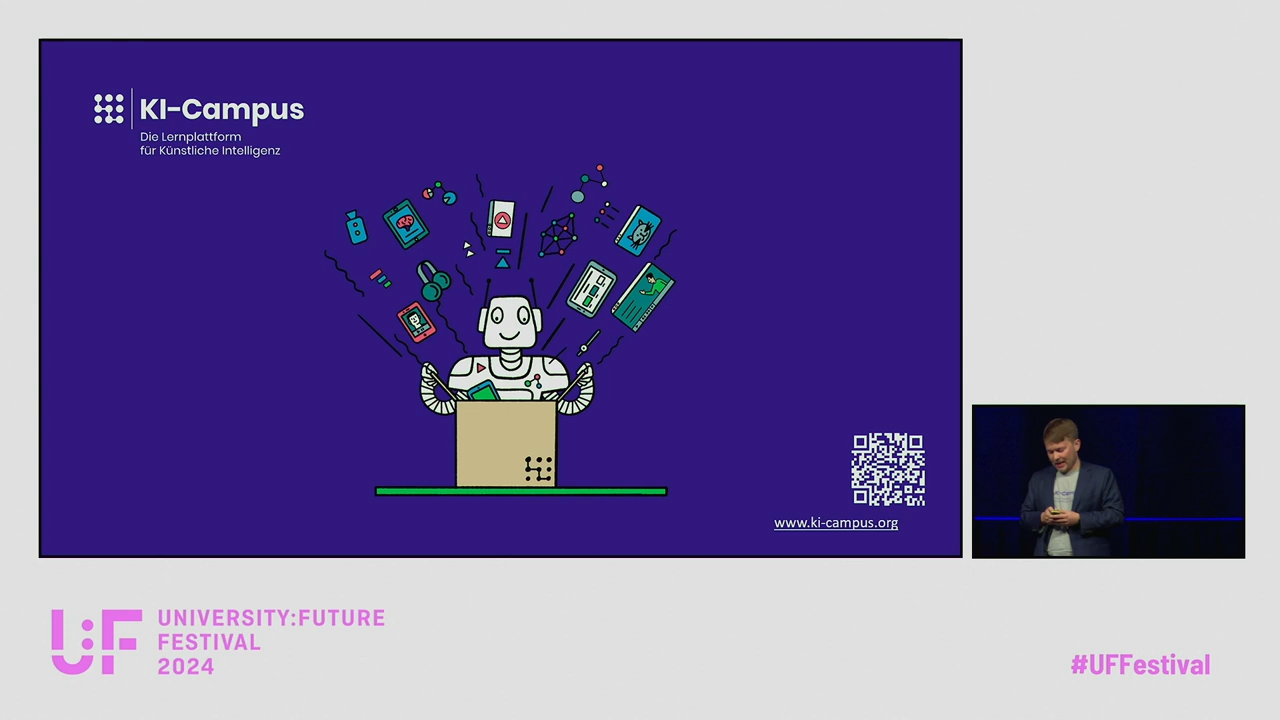 KI-Campus
Die Lernplattform
für Künstliche Intelligenz
www.ki-campus.org
U:F
UNIVERSITY:FUTURE
FESTIVAL
2024
#UFFestival